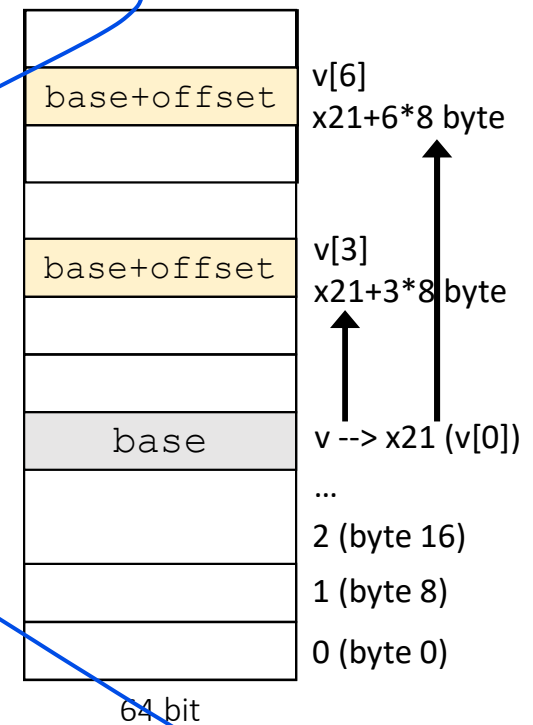 v[6]
base+offset
x21+6*8 byte
v[3]
base+offset
x21+3*8 byte
base
v --> x21 (v[0])
…
2 (byte 16)
1 (byte 8)
0 (byte 0)
64 bit